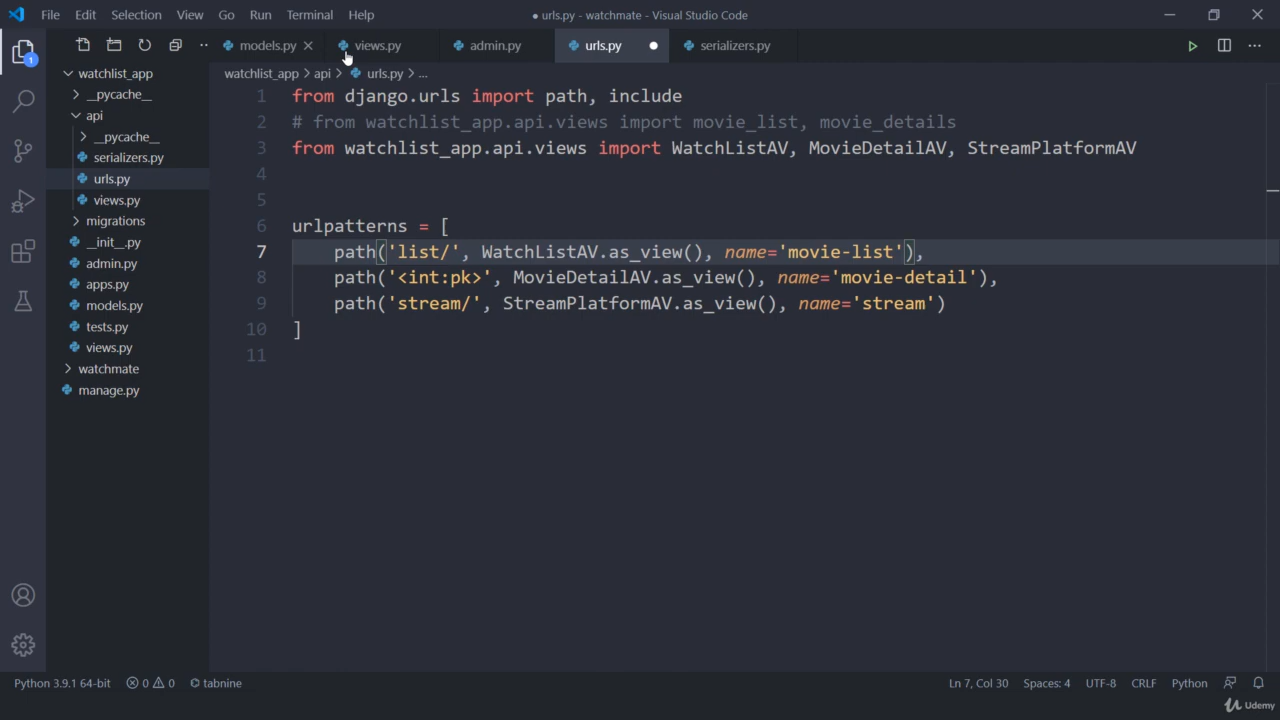 File Edit Selection View Go Run Terminal Help
● urls.py - watchmate - Visual Studio Code
models.py views.py admin.py urls.py serializers.py
1
watchlist_app > api > urls.py > ...
watchlist_app
__pycache__
api
__pycache__
serializers.py
urls.py
views.py
migrations
__init__.py
admin.py
apps.py
models.py
tests.py
views.py
watchmate
manage.py
1 from django.urls import path, include
2 # from watchlist_app.api.views import movie_list, movie_details
3 from watchlist_app.api.views import WatchListAV, MovieDetailAV, StreamPlatformAV
4
5
6 urlpatterns = [
7     path('list/', WatchListAV.as_view(), name='movie-list'),
8     path('<int:pk>', MovieDetailAV.as_view(), name='movie-detail'),
9     path('stream/', StreamPlatformAV.as_view(), name='stream')
10 ]
11
Python 3.9.1 64-bit 0 0 tabnine Ln 7, Col 30 Spaces: 4 UTF-8 CRLF Python
Udemy